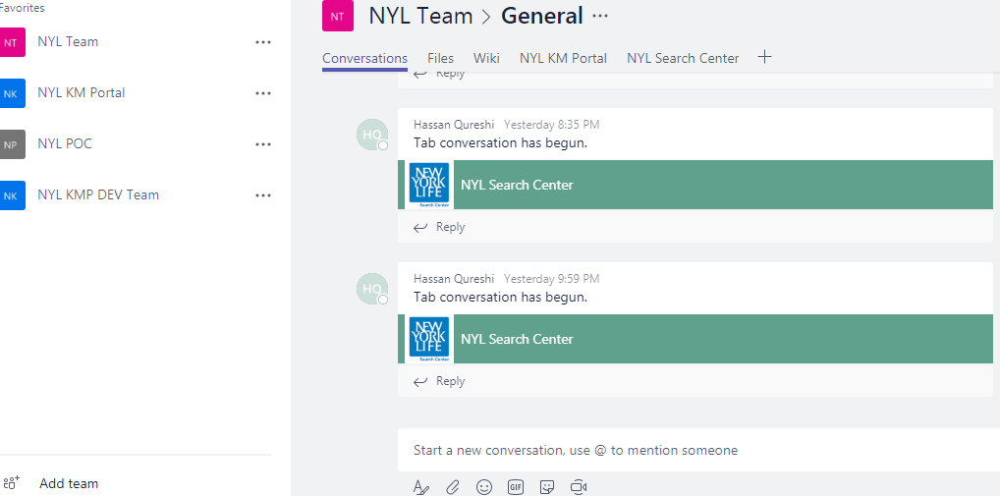 Favorites
NT NYL Team
NK NYL KM Portal
NP NYL POC
NK NYL KMP DEV Team
Add team
NT NYL Team > General
Conversations Files Wiki NYL KM Portal NYL Search Center
Reply
HQ Hassan Qureshi Yesterday 8:35 PM
Tab conversation has begun.
NEW
YORK
LIFE
Search Center
NYL Search Center
Reply
HQ Hassan Qureshi Yesterday 9:59 PM
Tab conversation has begun.
NEW
YORK
LIFE
Search Center
NYL Search Center
Reply
Start a new conversation, use @ to mention someone
GIF